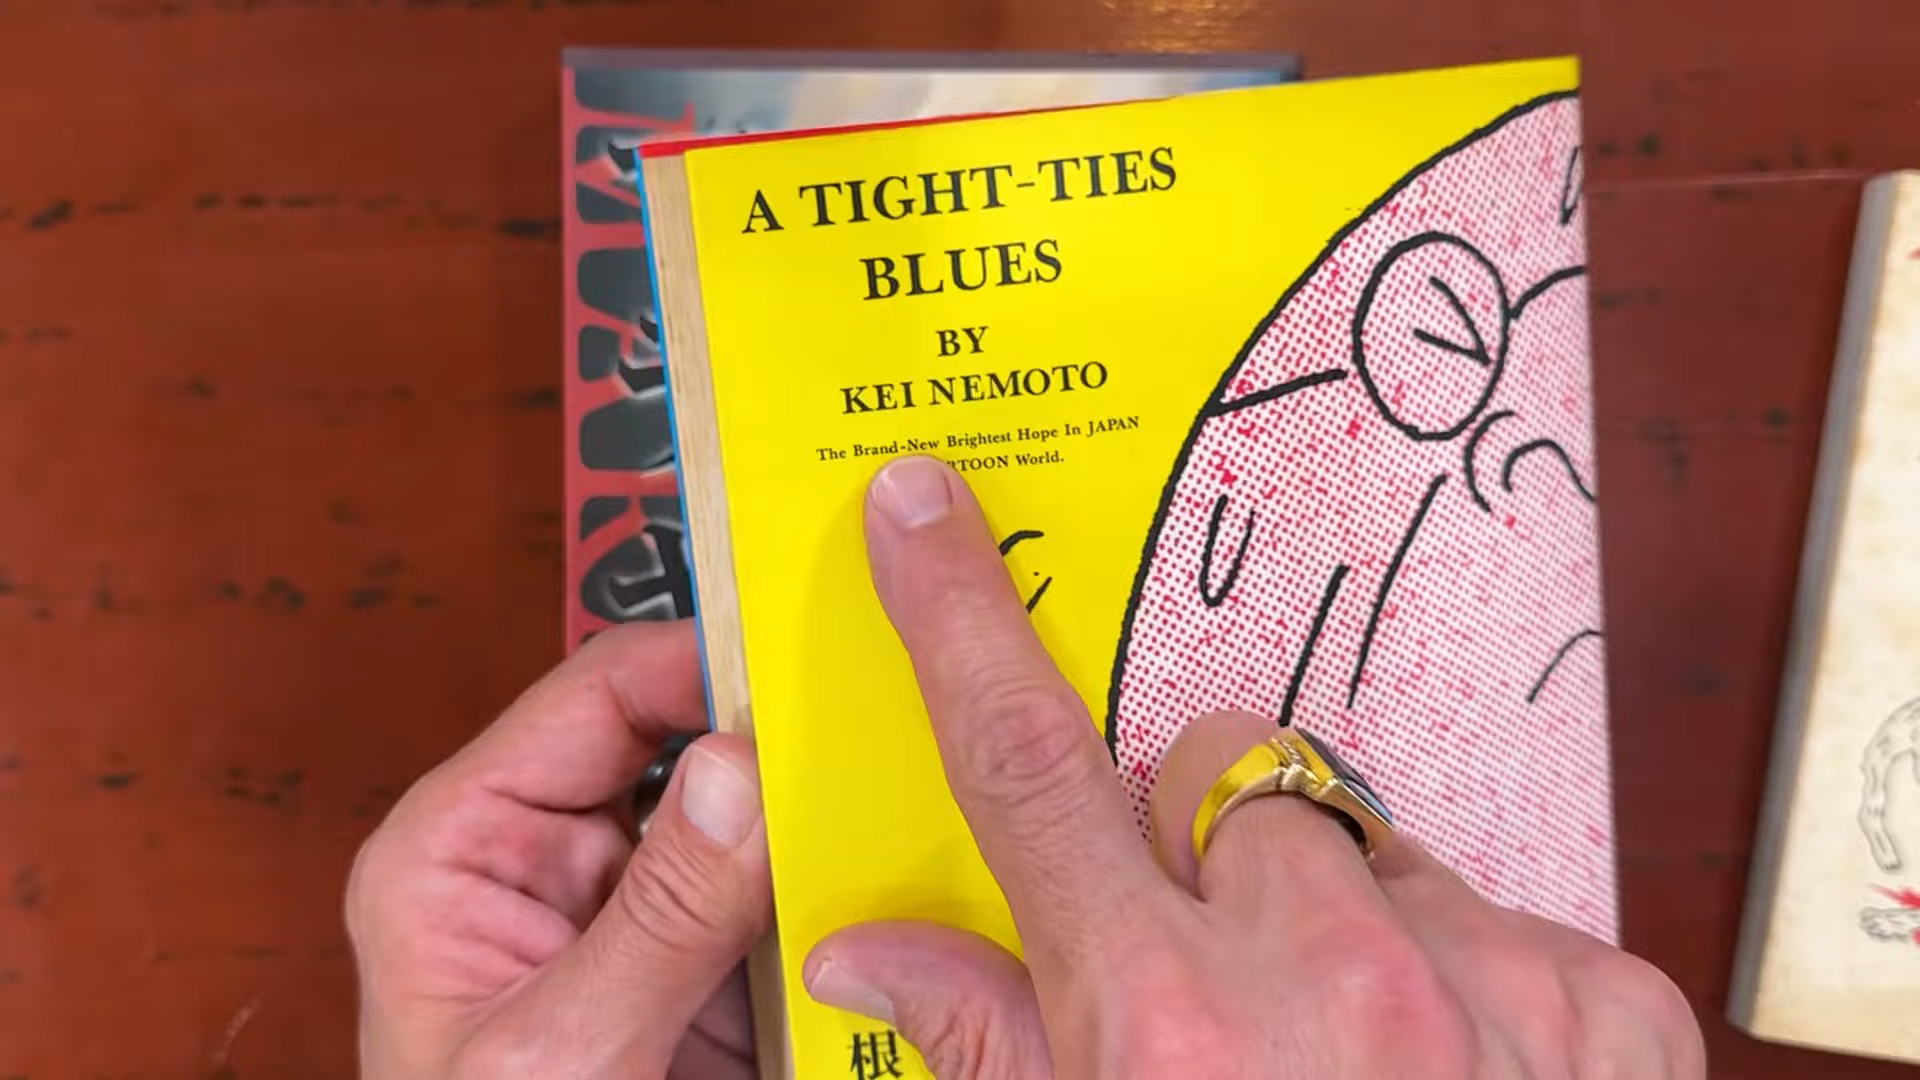 A TIGHT-TIES
BLUES
BY
KEI NEMOTO
The Brand-New Brightest Hope In JAPAN
World.
根